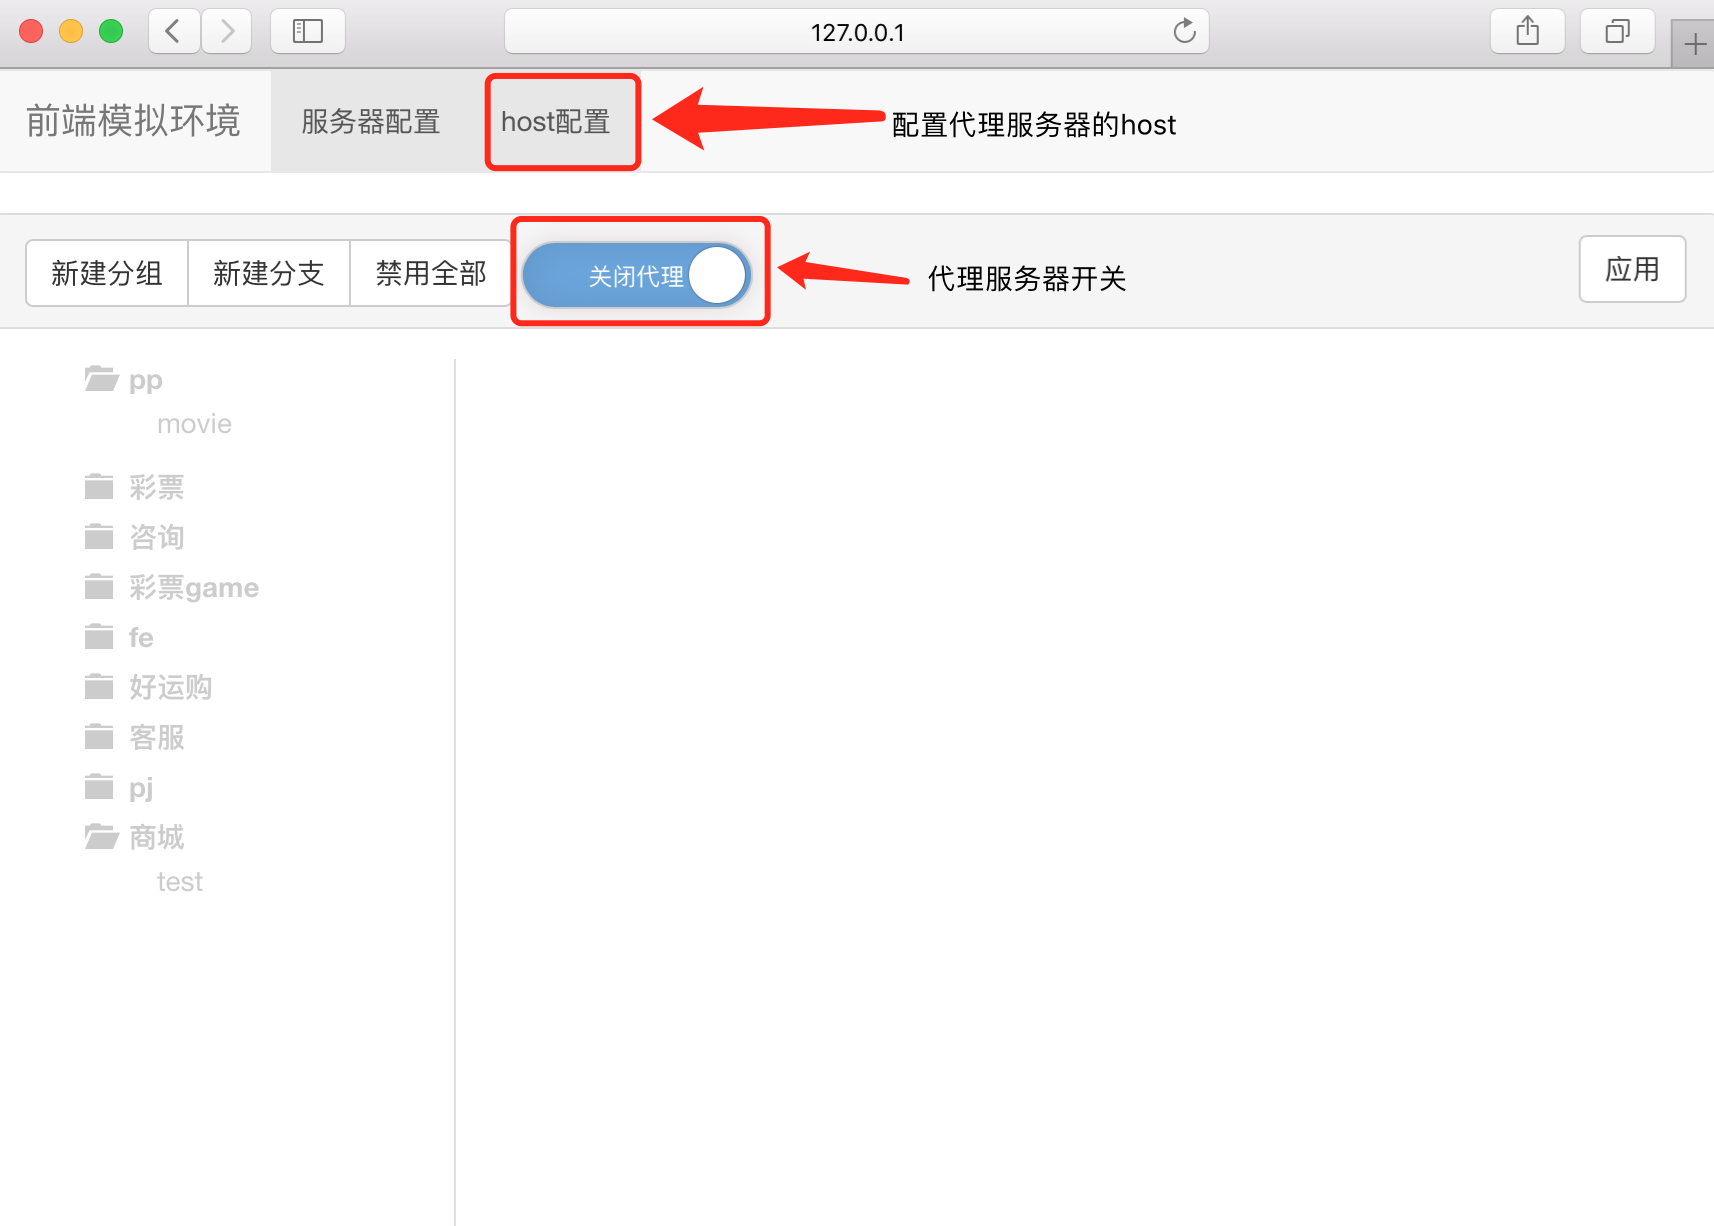 127.0.0.1
前端模拟环境 服务器配置 host配置 配置代理服务器的host
新建分组 新建分支 禁用全部 关闭代理 代理服务器开关 应用
pp
movie
彩票
咨询
彩票game
fe
好运购
客服
pj
商城
test